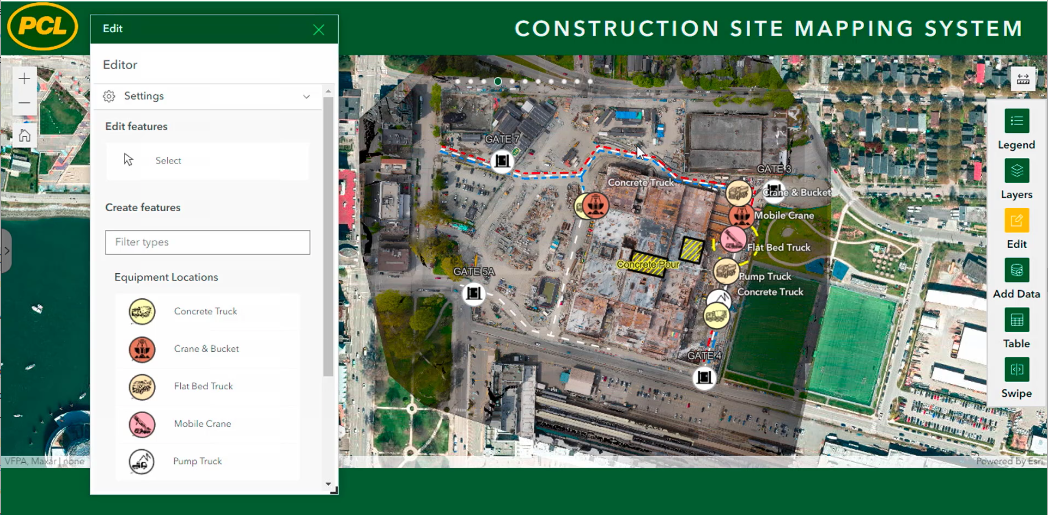 PCL
CONSTRUCTION SITE MAPPING SYSTEM
Edit
Editor
Settings
Edit features
Select
Create features
Filter types
Equipment Locations
Concrete Truck
Crane & Bucket
Flat Bed Truck
Mobile Crane
Pump Truck
GATE 7
GATE 3
Concrete Truck
Crane & Bucket
Mobile Crane
Flat Bed Truck
Concrete Pour
GATE 5A
Pump Truck
Concrete Truck
GATE 4
Legend
Layers
Edit
Add Data
Table
Swipe
VFPA, Maxar | none
Powered by Esri